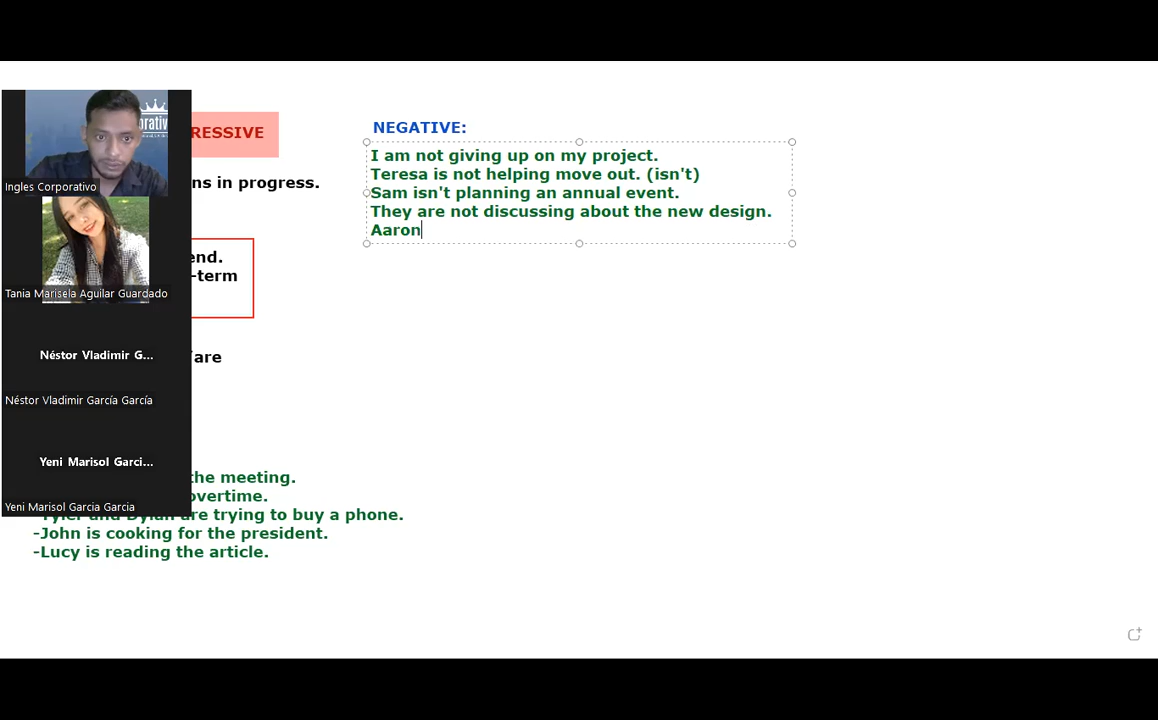 RESSIVE
NEGATIVE:
I am not giving up on my project.
Teresa is not helping move out. (isn't)
Sam isn't planning an annual event.
They are not discussing about the new design.
Aaron
ns in progress.
end.
-term
/are
the meeting.
overtime.
Tyler and Dylan are trying to buy a phone.
-John is cooking for the president.
-Lucy is reading the article.
Ingles Corporativo
Tania Marisela Aguilar Guardado
Néstor Vladimir G...
Néstor Vladimir García García
Yeni Marisol Garci...
Yeni Marisol Garcia Garcia